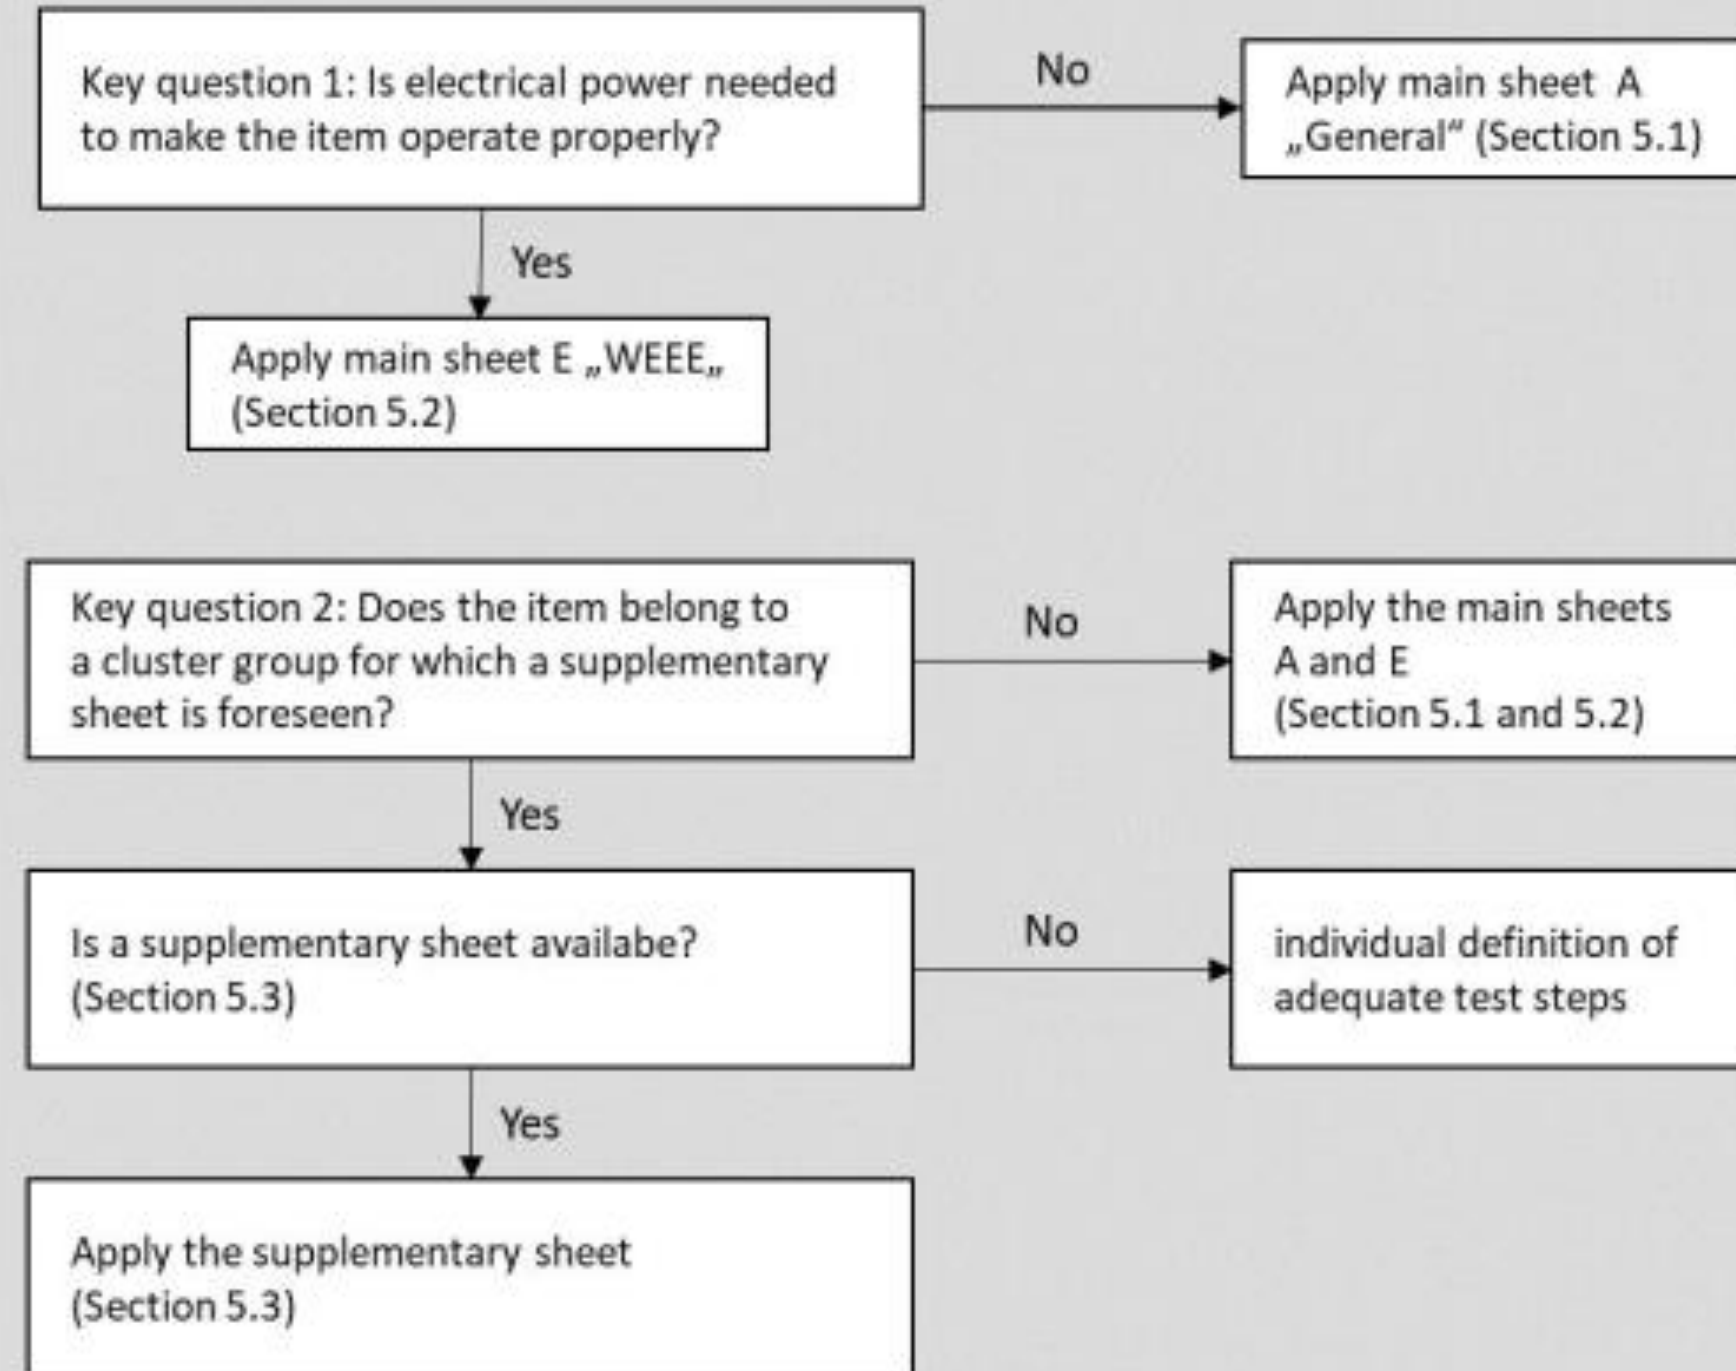 Key question 1: Is electrical power needed
to make the item operate properly?
No
Apply main sheet A
„General“ (Section 5.1)
Yes
Apply main sheet E „WEEE„
(Section 5.2)
Key question 2: Does the item belong to
a cluster group for which a supplementary
sheet is foreseen?
No
Apply the main sheets
A and E
(Section 5.1 and 5.2)
Yes
Is a supplementary sheet availabe?
(Section 5.3)
No
individual definition of
adequate test steps
Yes
Apply the supplementary sheet
(Section 5.3)